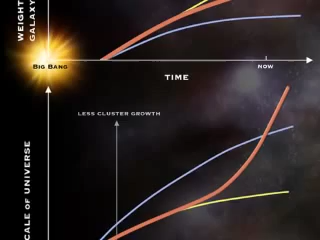 WEIGHT
GALAXY
BIG BANG
NOW
TIME
LESS CLUSTER GROWTH
CALE OF UNIVERSE